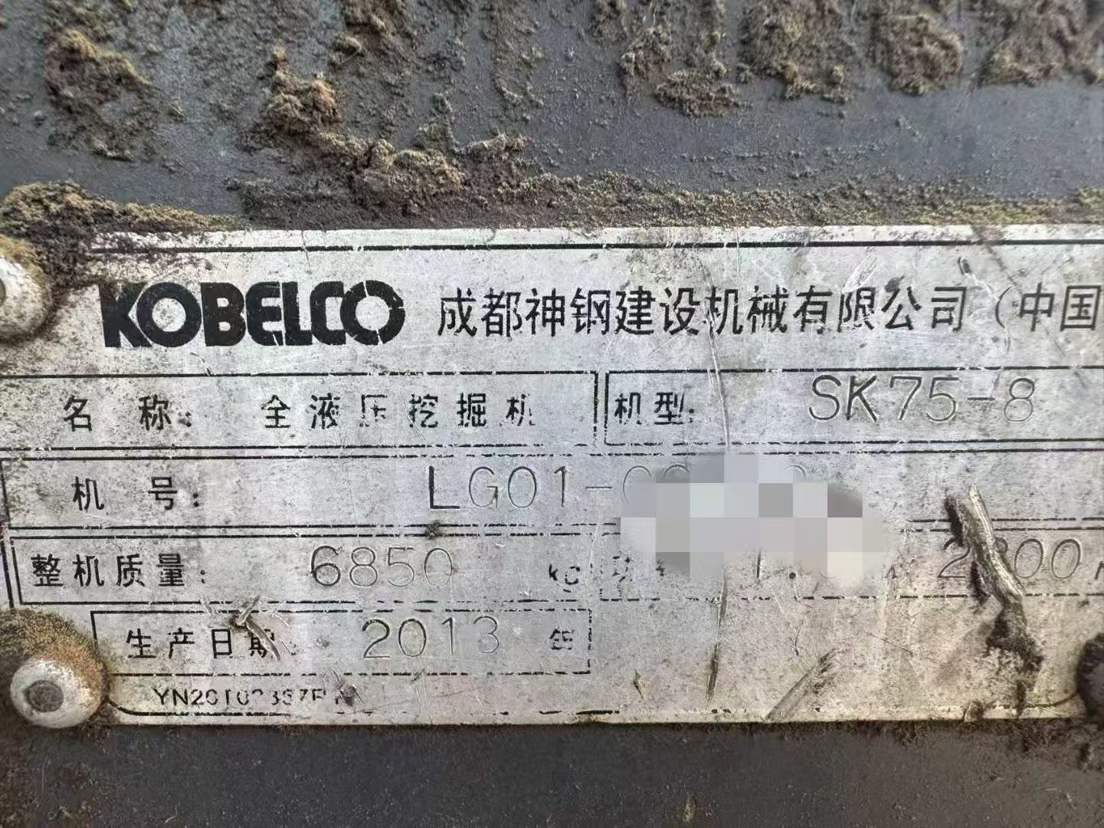 KOBELCO 成都神钢建设机械有限公司（中国
名 称： 全液压挖掘机 机型： SK75-8
机 号： LG01-
整机质量： 6850 kg
生产日期： 2013 年